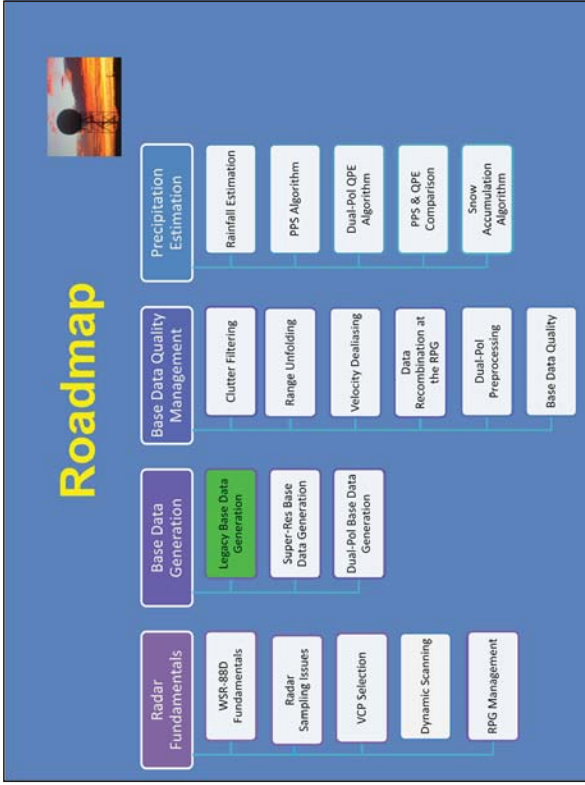 Roadmap
Radar
Fundamentals
WSR-88D
Fundamentals
Radar
Sampling Issues
VCP Selection
Dynamic Scanning
RPG Management
Base Data
Generation
Legacy Base Data
Generation
Super-Res Base
Data Generation
Dual-Pol Base Data
Generation
Base Data Quality
Management
Clutter Filtering
Range Unfolding
Velocity Dealiasing
Data
Recombination at
the RPG
Dual-Pol
Preprocessing
Base Data Quality
Precipitation
Estimation
Rainfall Estimation
PPS Algorithm
Dual-Pol QPE
Algorithm
PPS & QPE
Comparison
Snow
Accumulation
Algorithm